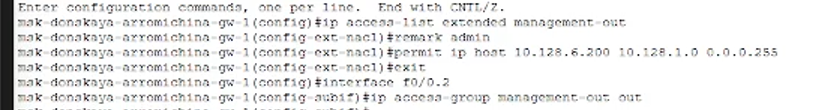 Enter configuration commands, one per line.  End with CNTL/Z.
msk-donskaya-arromichina-gw-1(config)#ip access-list extended management-out
msk-donskaya-arromichina-gw-1(config-ext-nacl)#remark admin
msk-donskaya-arromichina-gw-1(config-ext-nacl)#permit ip host 10.128.6.200 10.128.1.0 0.0.0.255
msk-donskaya-arromichina-gw-1(config-ext-nacl)#exit
msk-donskaya-arromichina-gw-1(config)#interface f0/0.2
msk-donskaya-arromichina-gw-1(config-subif)#ip access-group management-out out